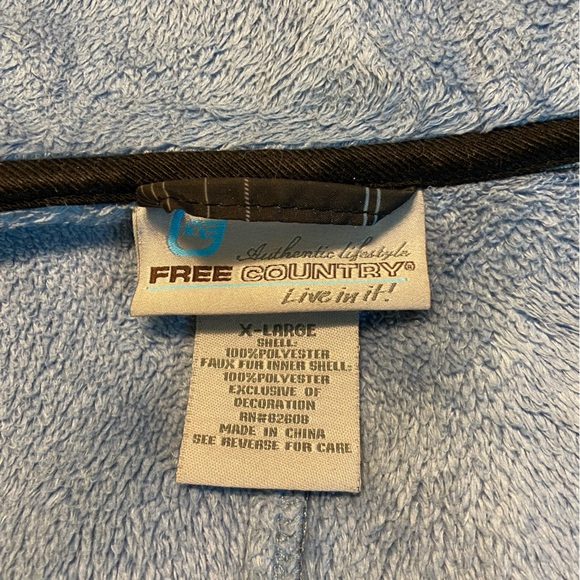 Authentic lifestyle
FREE COUNTRY®
Live in it!
X-LARGE
SHELL:
100%POLYESTER
FAUX FUR INNER SHELL:
100%POLYESTER
EXCLUSIVE OF
DECORATION
RN#82608
MADE IN CHINA
SEE REVERSE FOR CARE